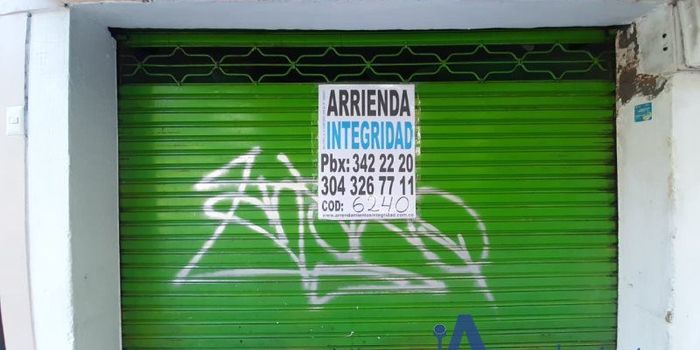 ARRIENDA
INTEGRIDAD
Pbx: 342 22 20
304 326 77 11
COD: 6240
www.arrendamientosintegridad.com.co